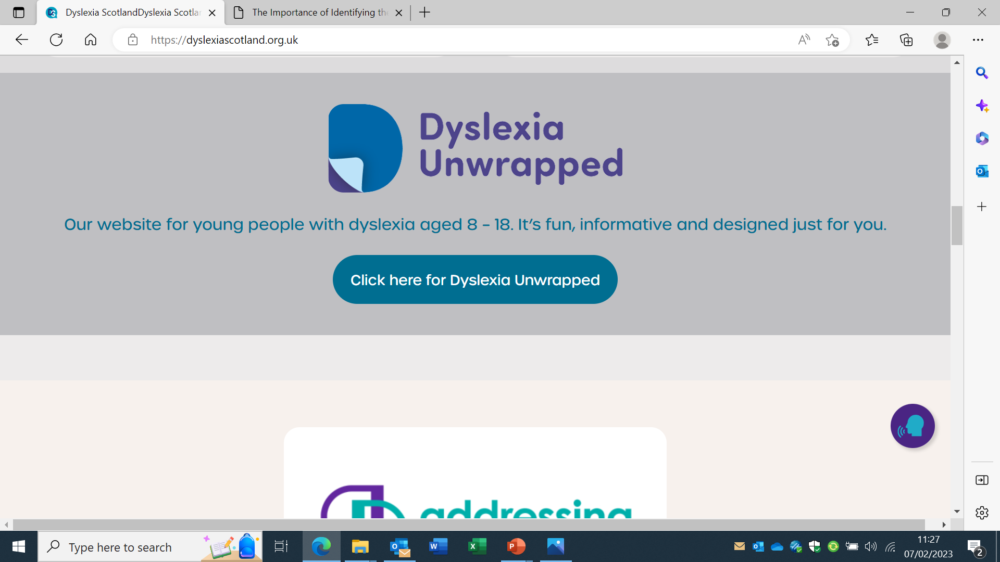 Dyslexia ScotlandDyslexia Scotla
The Importance of Identifying the
https://dyslexiascotland.org.uk
Dyslexia
Unwrapped
Our website for young people with dyslexia aged 8 – 18. It’s fun, informative and designed just for you.
Click here for Dyslexia Unwrapped
addressing
Type here to search
11:27
07/02/2023
2